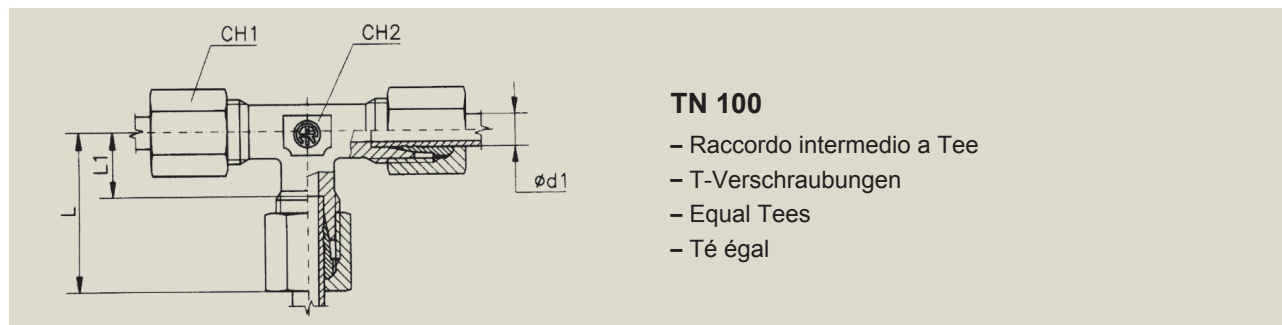 CH1
CH2
L1
L
ød1
TN 100
– Raccordo intermedio a Tee
– T-Verschraubungen
– Equal Tees
– Té égal